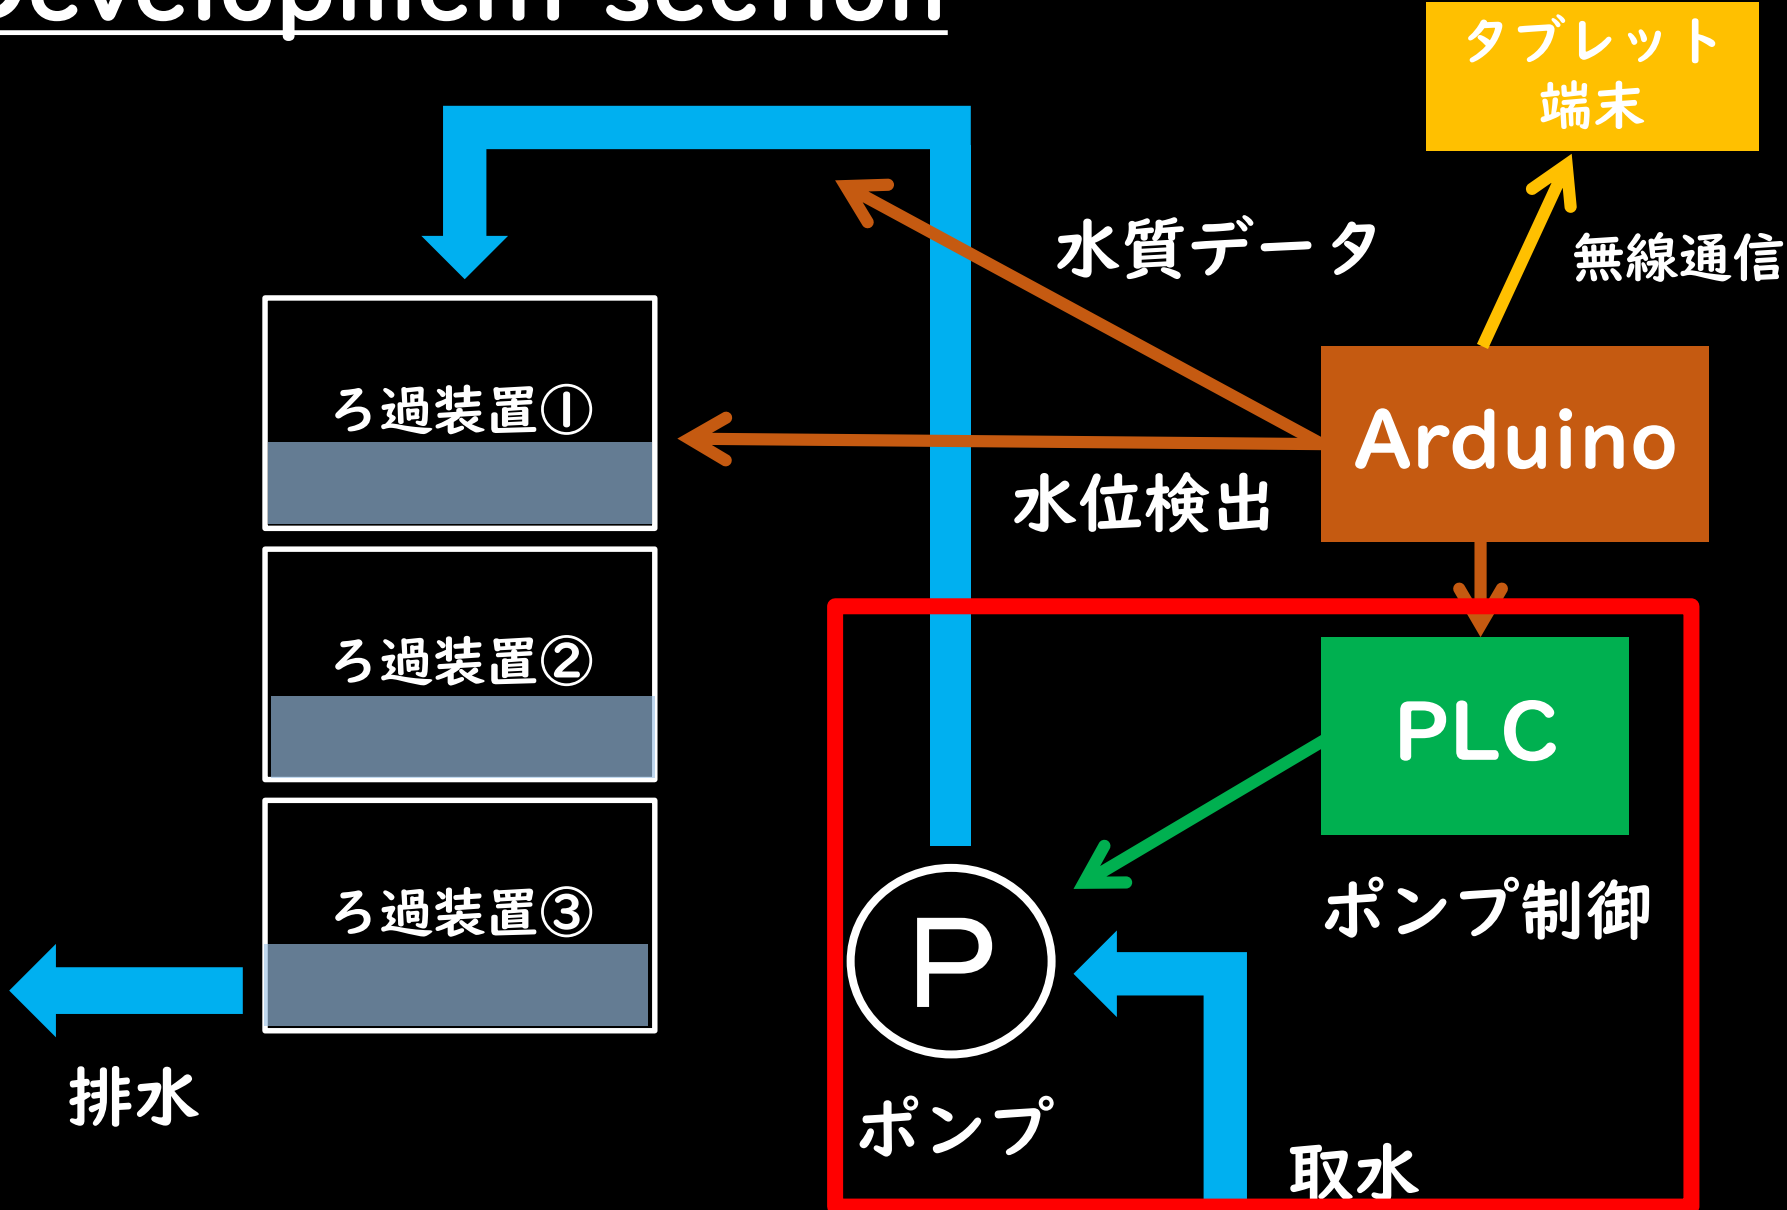 Development section
タブレット
端末
水質データ
無線通信
ろ過装置①
Arduino
水位検出
ろ過装置②
PLC
ろ過装置③
ポンプ制御
P
排水
ポンプ
取水